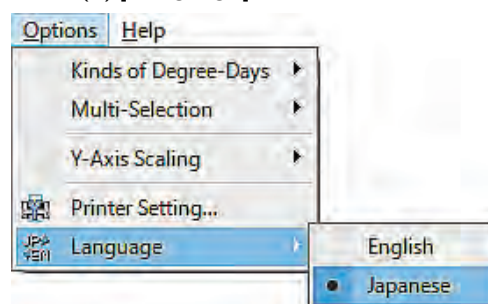 Options Help
Kinds of Degree-Days
Multi-Selection
Y-Axis Scaling
Printer Setting...
Language
English
Japanese